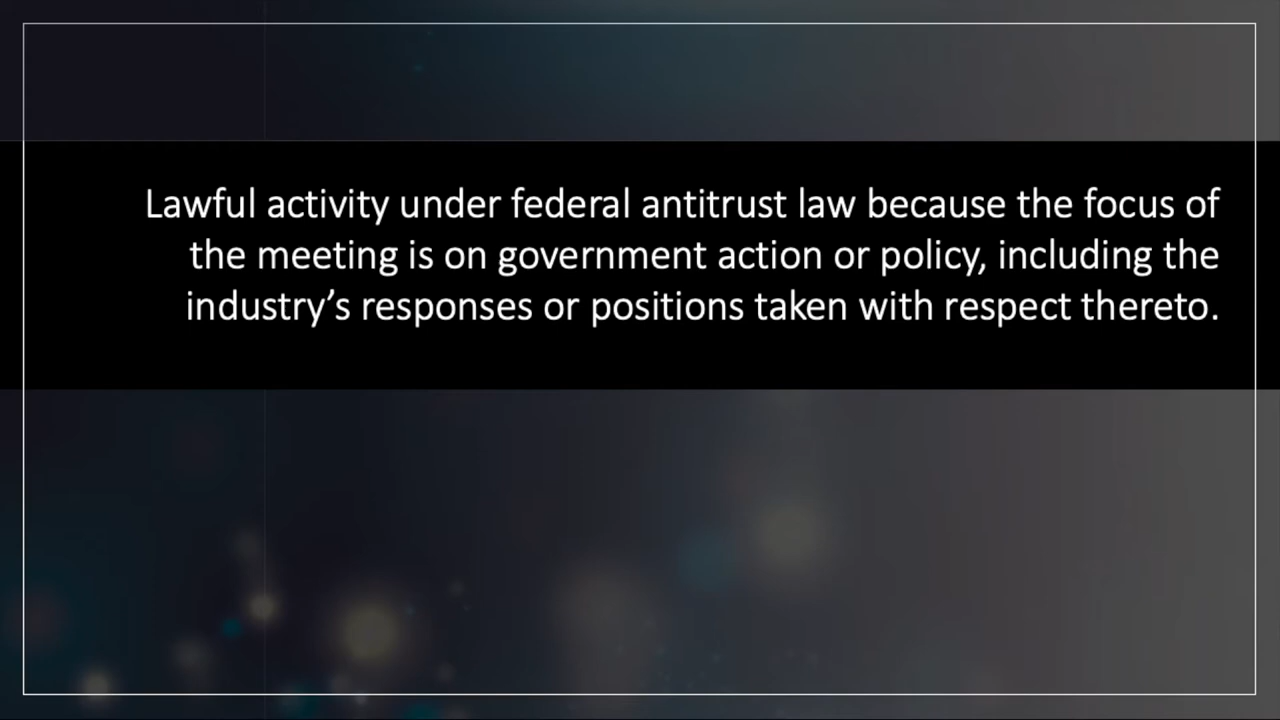 Lawful activity under federal antitrust law because the focus of
the meeting is on government action or policy, including the
industry’s responses or positions taken with respect thereto.